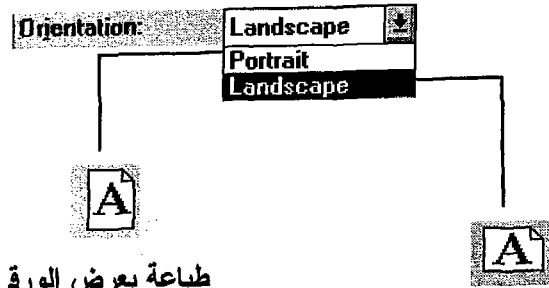 Orientation: Landscape
Portrait
Landscape
A
A
طباعة بعرض الورق